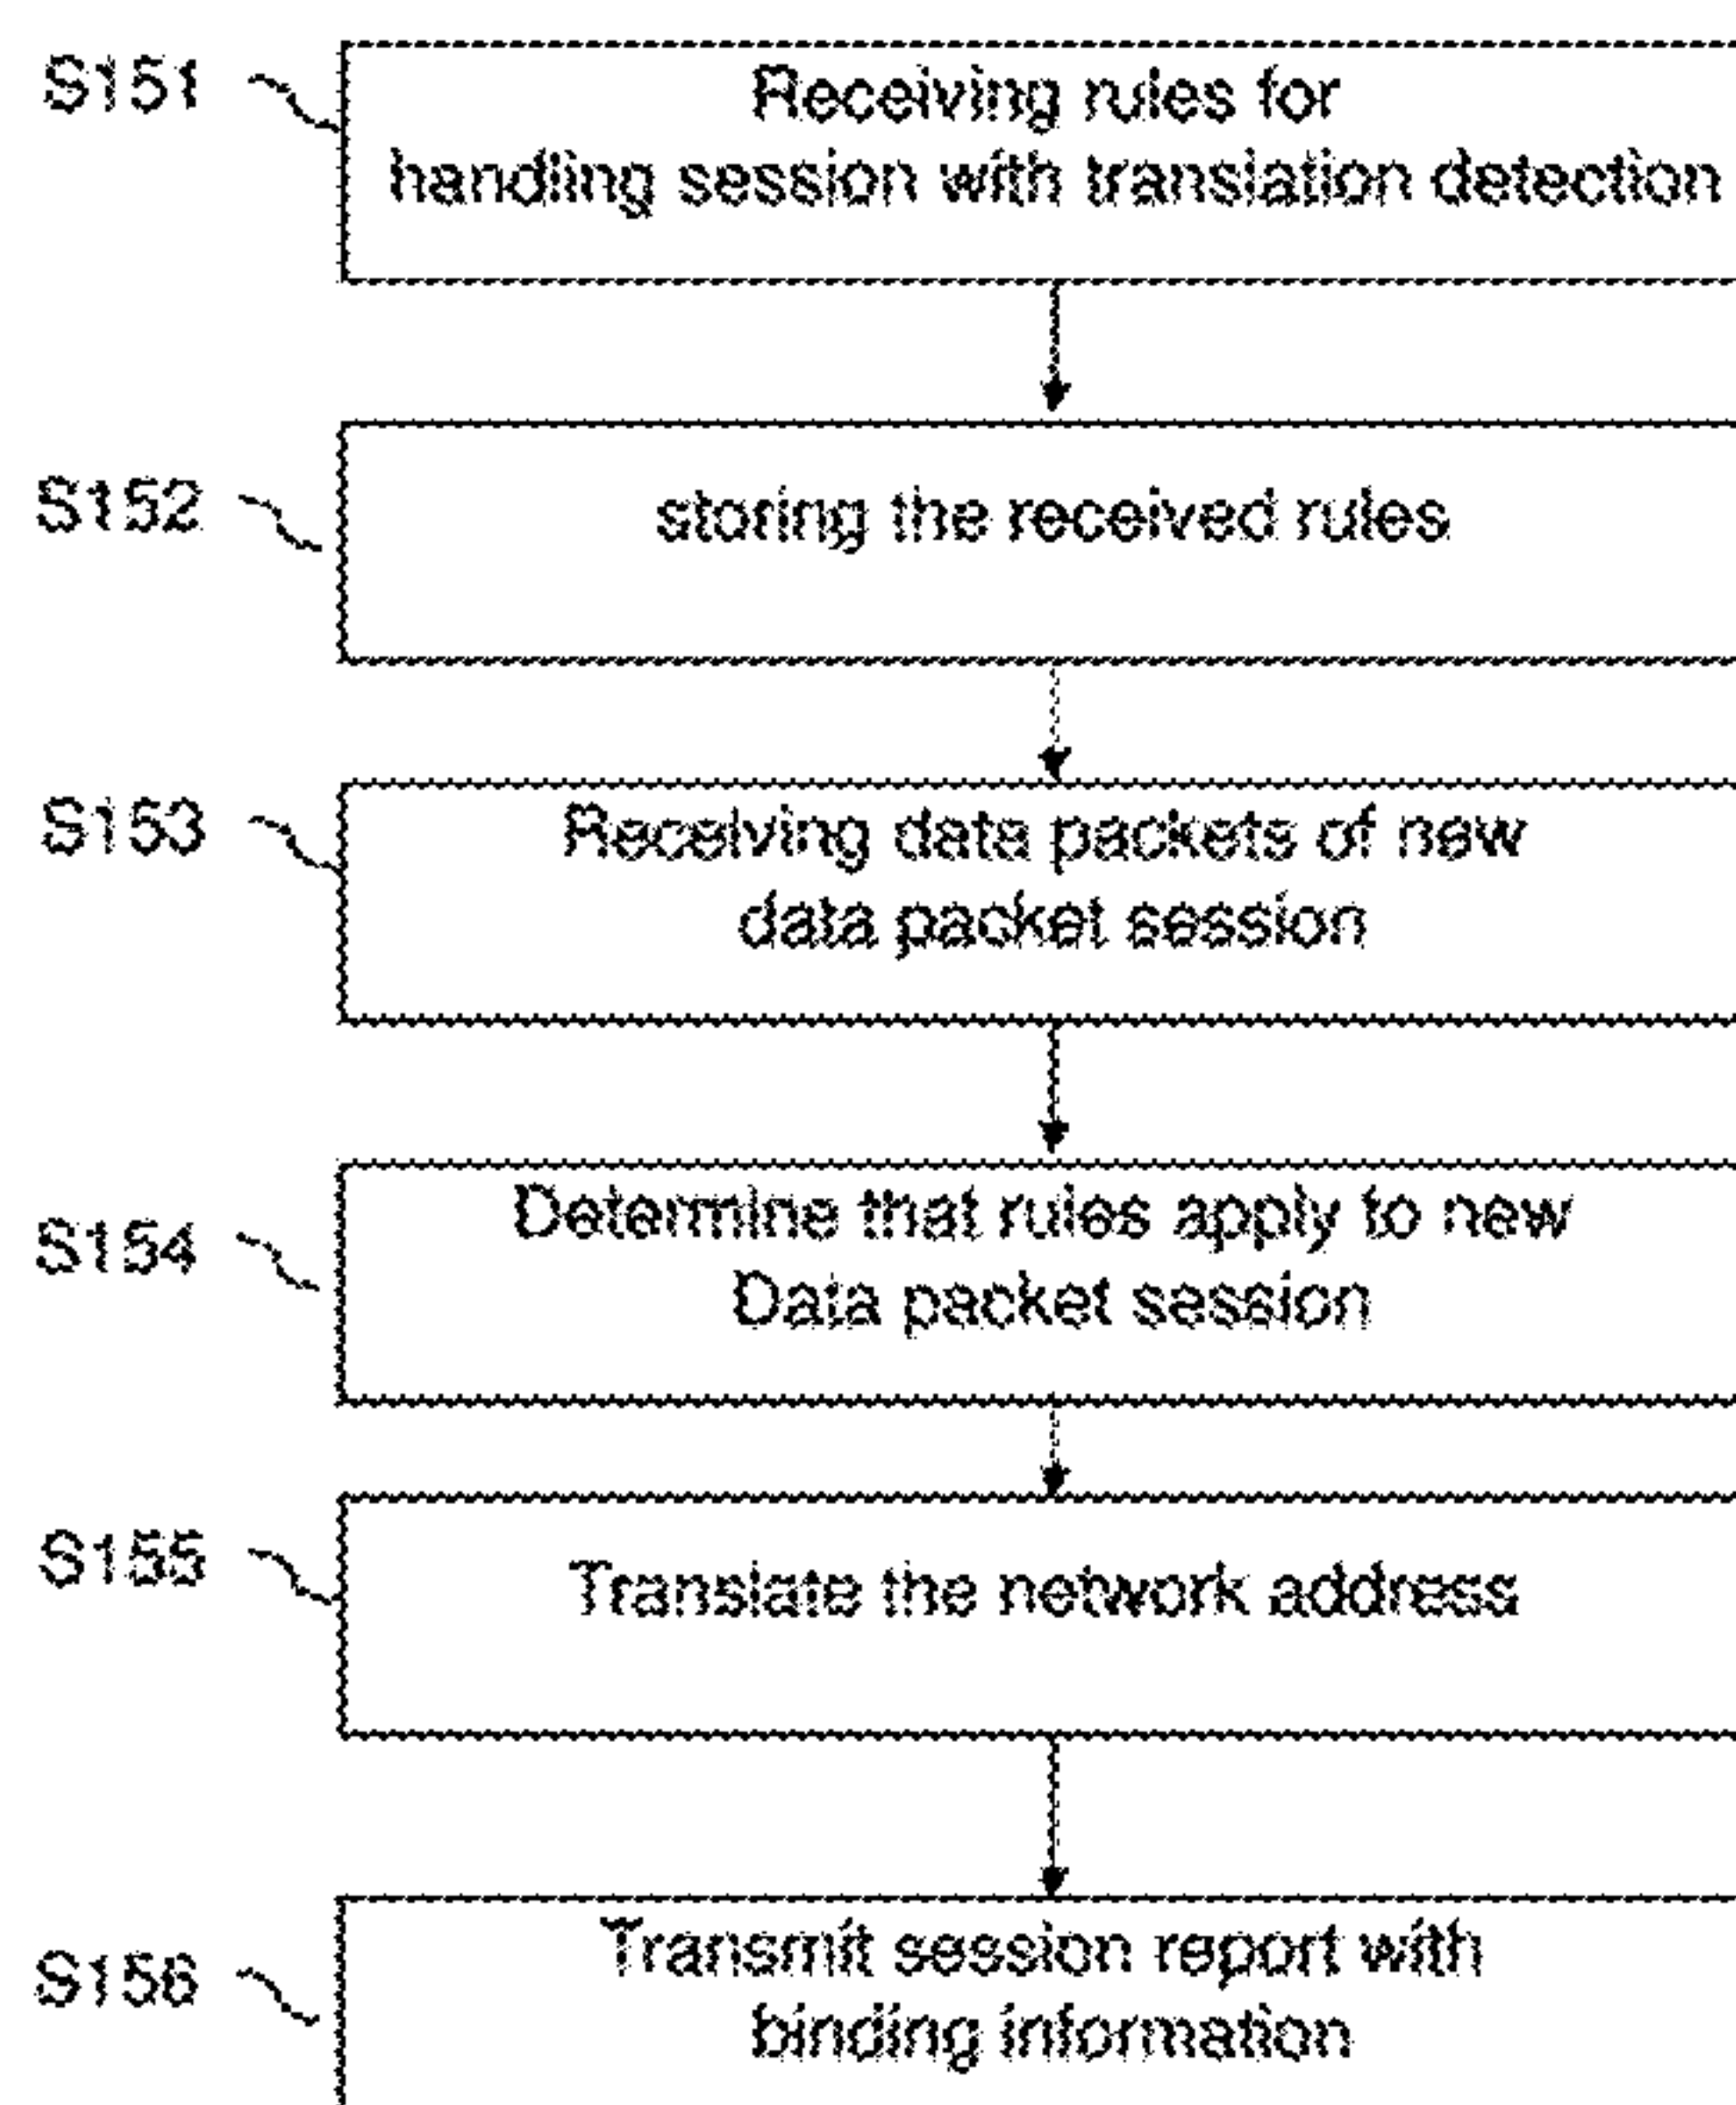 S151
Receiving rules for
handling session with translation detection
S152
storing the received rules
S153
Receiving data packets of new
data packet session
S154
Determine that rules apply to new
Data packet session
S155
Translate the network address
S156
Transmit session report with
binding information